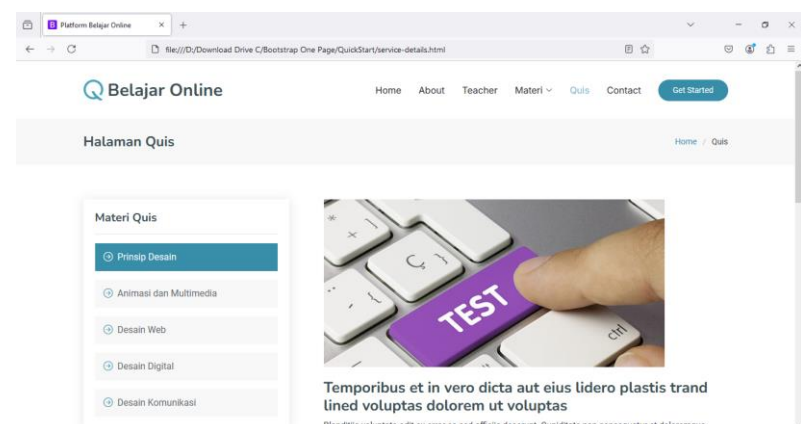 Platform Belajar Online
file:///D:/Download Drive C/Bootstrap One Page/QuickStart/service-details.html
Belajar Online Home About Teacher Materi Quis Contact Get Started
Halaman Quis Home / Quis
Materi Quis
Prinsip Desain
Animasi dan Multimedia
Desain Web
Desain Digital
Desain Komunikasi
TEST
ctrl
Temporibus et in vero dicta aut eius lidero plastis trand
lined voluptas dolorem ut voluptas